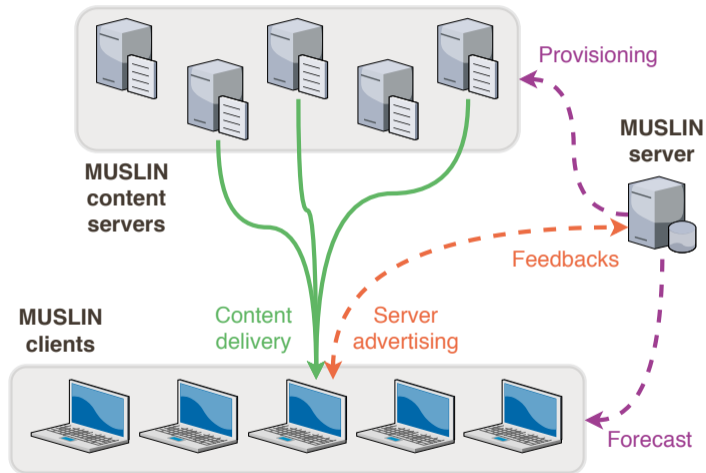 Provisioning
MUSLIN
server
MUSLIN
content
servers
Feedbacks
Content
delivery
Server
advertising
MUSLIN
clients
Forecast